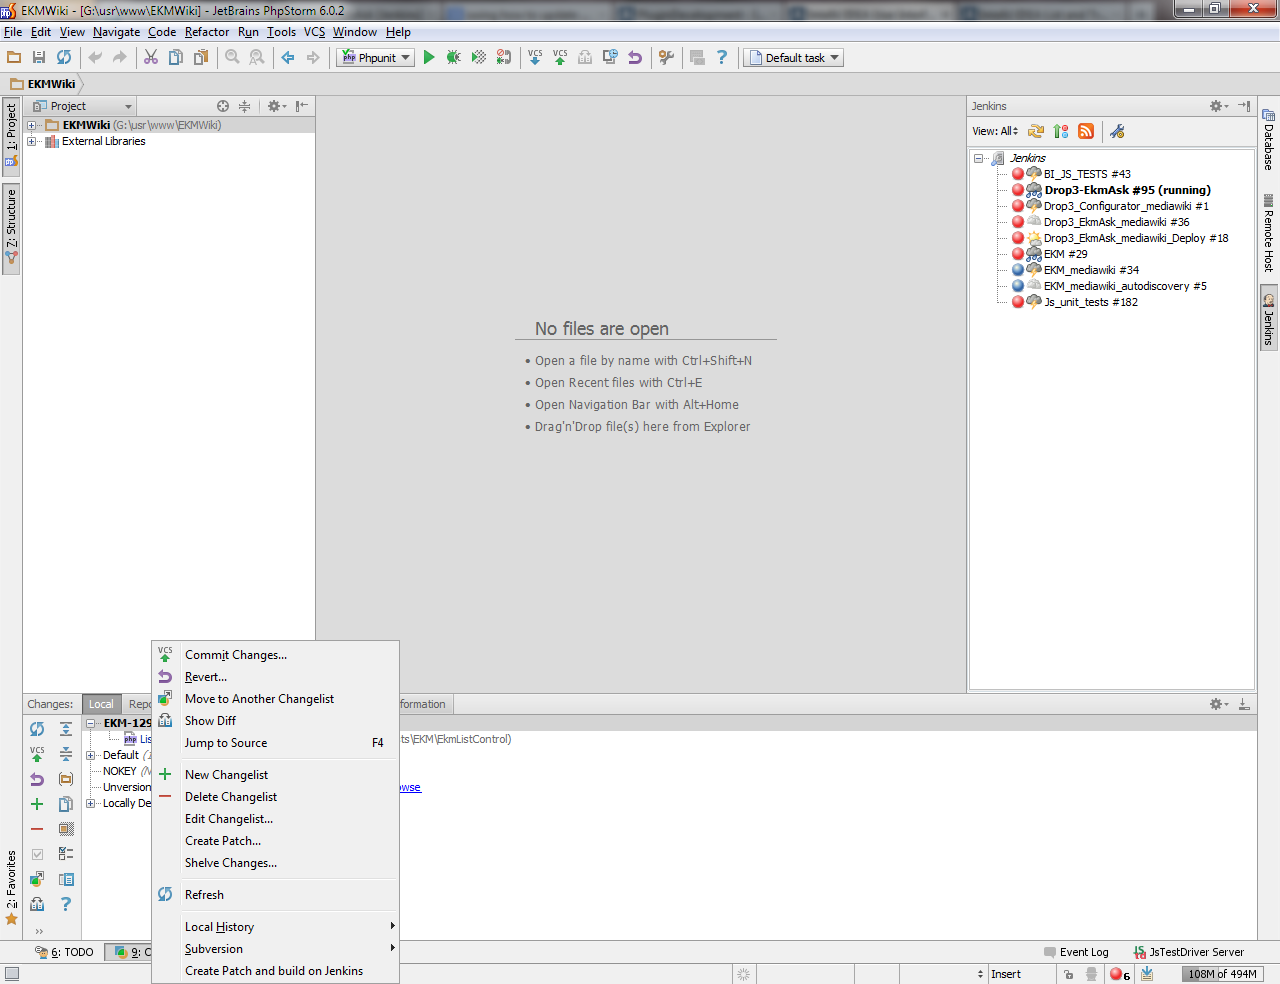 EKMWiki - [G:\usr\www\EKMWiki] - JetBrains PhpStorm 6.0.2
File Edit View Navigate Code Refactor Run Tools VCS Window Help
Phpunit
Default task
EKMWiki
1: Project
Z: Structure
2: Favorites
Project
EKMWiki (G:\usr\www\EKMWiki)
External Libraries
No files are open
• Open a file by name with Ctrl+Shift+N
• Open Recent files with Ctrl+E
• Open Navigation Bar with Alt+Home
• Drag'n'Drop file(s) here from Explorer
Jenkins
View: All
Jenkins
BI_JS_TESTS #43
Drop3-EkmAsk #95 (running)
Drop3_Configurator_mediawiki #1
Drop3_EkmAsk_mediawiki #36
Drop3_EkmAsk_mediawiki_Deploy #18
EKM #29
EKM_mediawiki #34
EKM_mediawiki_autodiscovery #5
Js_unit_tests #182
Database
Remote Host
Jenkins
Changes: Local Repo
formation
EKM-129
Lis
ts\EKM\EkmListControl)
Default (
NOKEY (
Unversion
owse
Locally De
VCS
Commit Changes...
Revert...
Move to Another Changelist
Show Diff
Jump to Source F4
New Changelist
Delete Changelist
Edit Changelist...
Create Patch...
Shelve Changes...
Refresh
Local History
Subversion
Create Patch and build on Jenkins
6: TODO
9: C
Event Log
JsTestDriver Server
Insert
6
108M of 494M